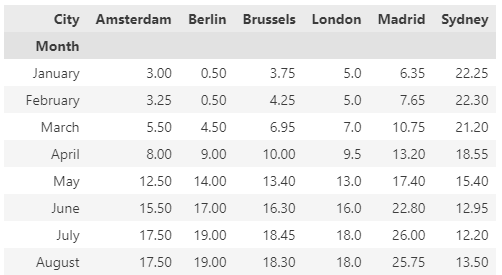 City Amsterdam Berlin Brussels London Madrid Sydney
Month
January 3.00 0.50 3.75 5.0 6.35 22.25
February 3.25 0.50 4.25 5.0 7.65 22.30
March 5.50 4.50 6.95 7.0 10.75 21.20
April 8.00 9.00 10.00 9.5 13.20 18.55
May 12.50 14.00 13.40 13.0 17.40 15.40
June 15.50 17.00 16.30 16.0 22.80 12.95
July 17.50 19.00 18.45 18.0 26.00 12.20
August 17.50 19.00 18.30 18.0 25.75 13.50